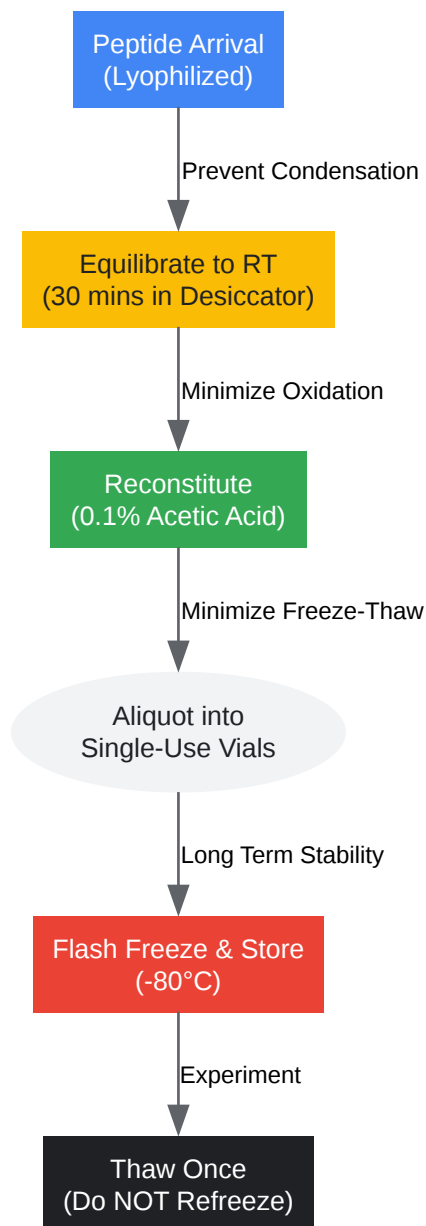 Peptide Arrival
(Lyophilized)
Prevent Condensation
Equilibrate to RT
(30 mins in Desiccator)
Minimize Oxidation
Reconstitute
(0.1% Acetic Acid)
Minimize Freeze-Thaw
Aliquot into
Single-Use Vials
Long Term Stability
Flash Freeze & Store
(-80°C)
Experiment
Thaw Once
(Do NOT Refreeze)